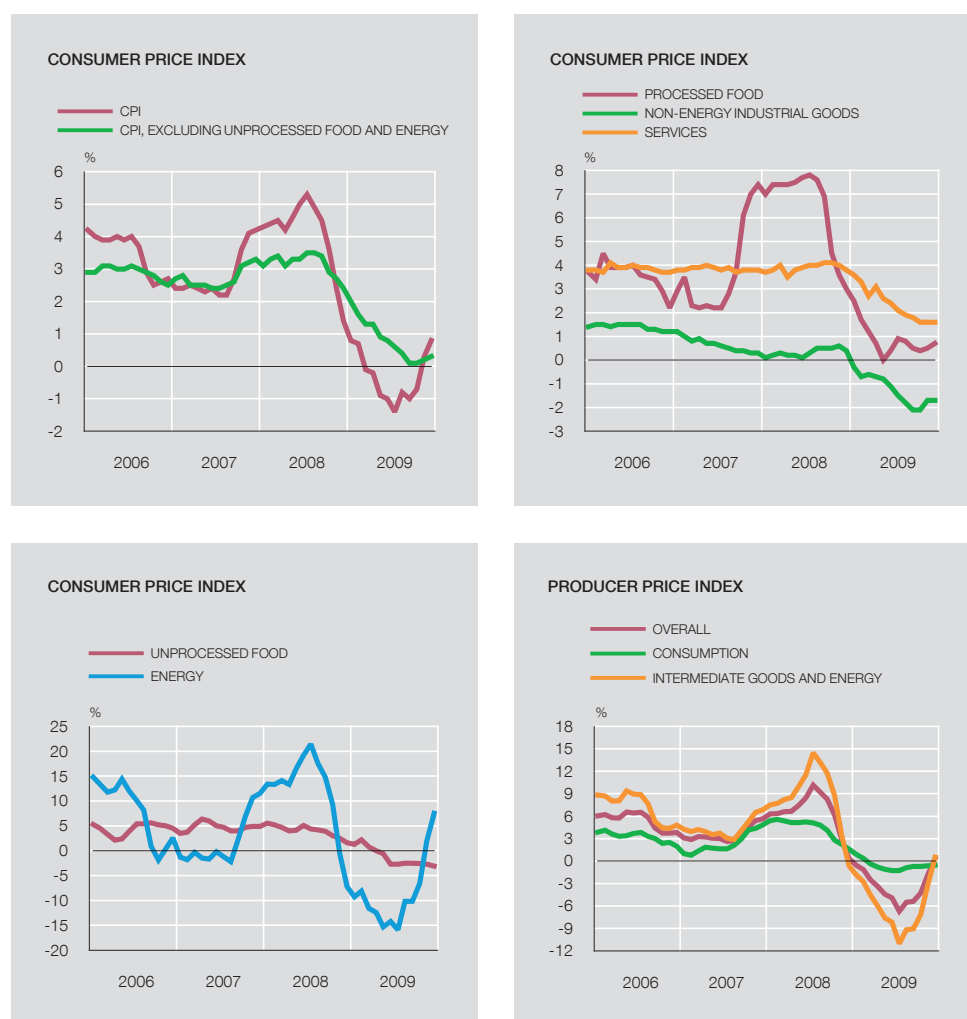 CONSUMER PRICE INDEX
CPI
CPI, EXCLUDING UNPROCESSED FOOD AND ENERGY
%
6
5
4
3
2
1
0
-1
-2
2006 2007 2008 2009
CONSUMER PRICE INDEX
PROCESSED FOOD
NON-ENERGY INDUSTRIAL GOODS
SERVICES
%
8
7
6
5
4
3
2
1
0
-1
-2
-3
2006 2007 2008 2009
CONSUMER PRICE INDEX
UNPROCESSED FOOD
ENERGY
%
25
20
15
10
5
0
-5
-10
-15
-20
2006 2007 2008 2009
PRODUCER PRICE INDEX
OVERALL
CONSUMPTION
INTERMEDIATE GOODS AND ENERGY
%
18
15
12
9
6
3
0
-3
-6
-9
-12
2006 2007 2008 2009